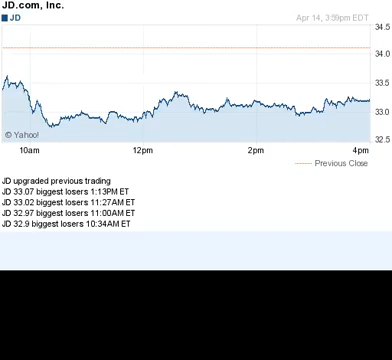 JD.com, Inc.
JD
Apr 14, 3:59pm EDT
34.5
34.0
33.5
33.0
32.5
© Yahoo!
10am 12pm 2pm 4pm
Previous Close
JD upgraded previous trading
JD 33.07 biggest losers 1:13PM ET
JD 33.02 biggest losers 11:27AM ET
JD 32.97 biggest losers 11:00AM ET
JD 32.9 biggest losers 10:34AM ET